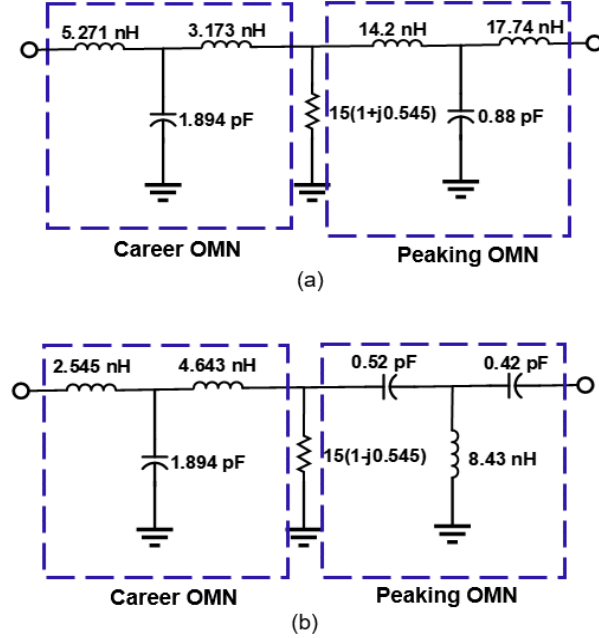 5.271 nH 3.173 nH 14.2 nH 17.74 nH
1.894 pF 15(1+j0.545) 0.88 pF
Career OMN Peaking OMN
(a)
2.545 nH 4.643 nH 0.52 pF 0.42 pF
1.894 pF 15(1-j0.545) 8.43 nH
Career OMN Peaking OMN
(b)